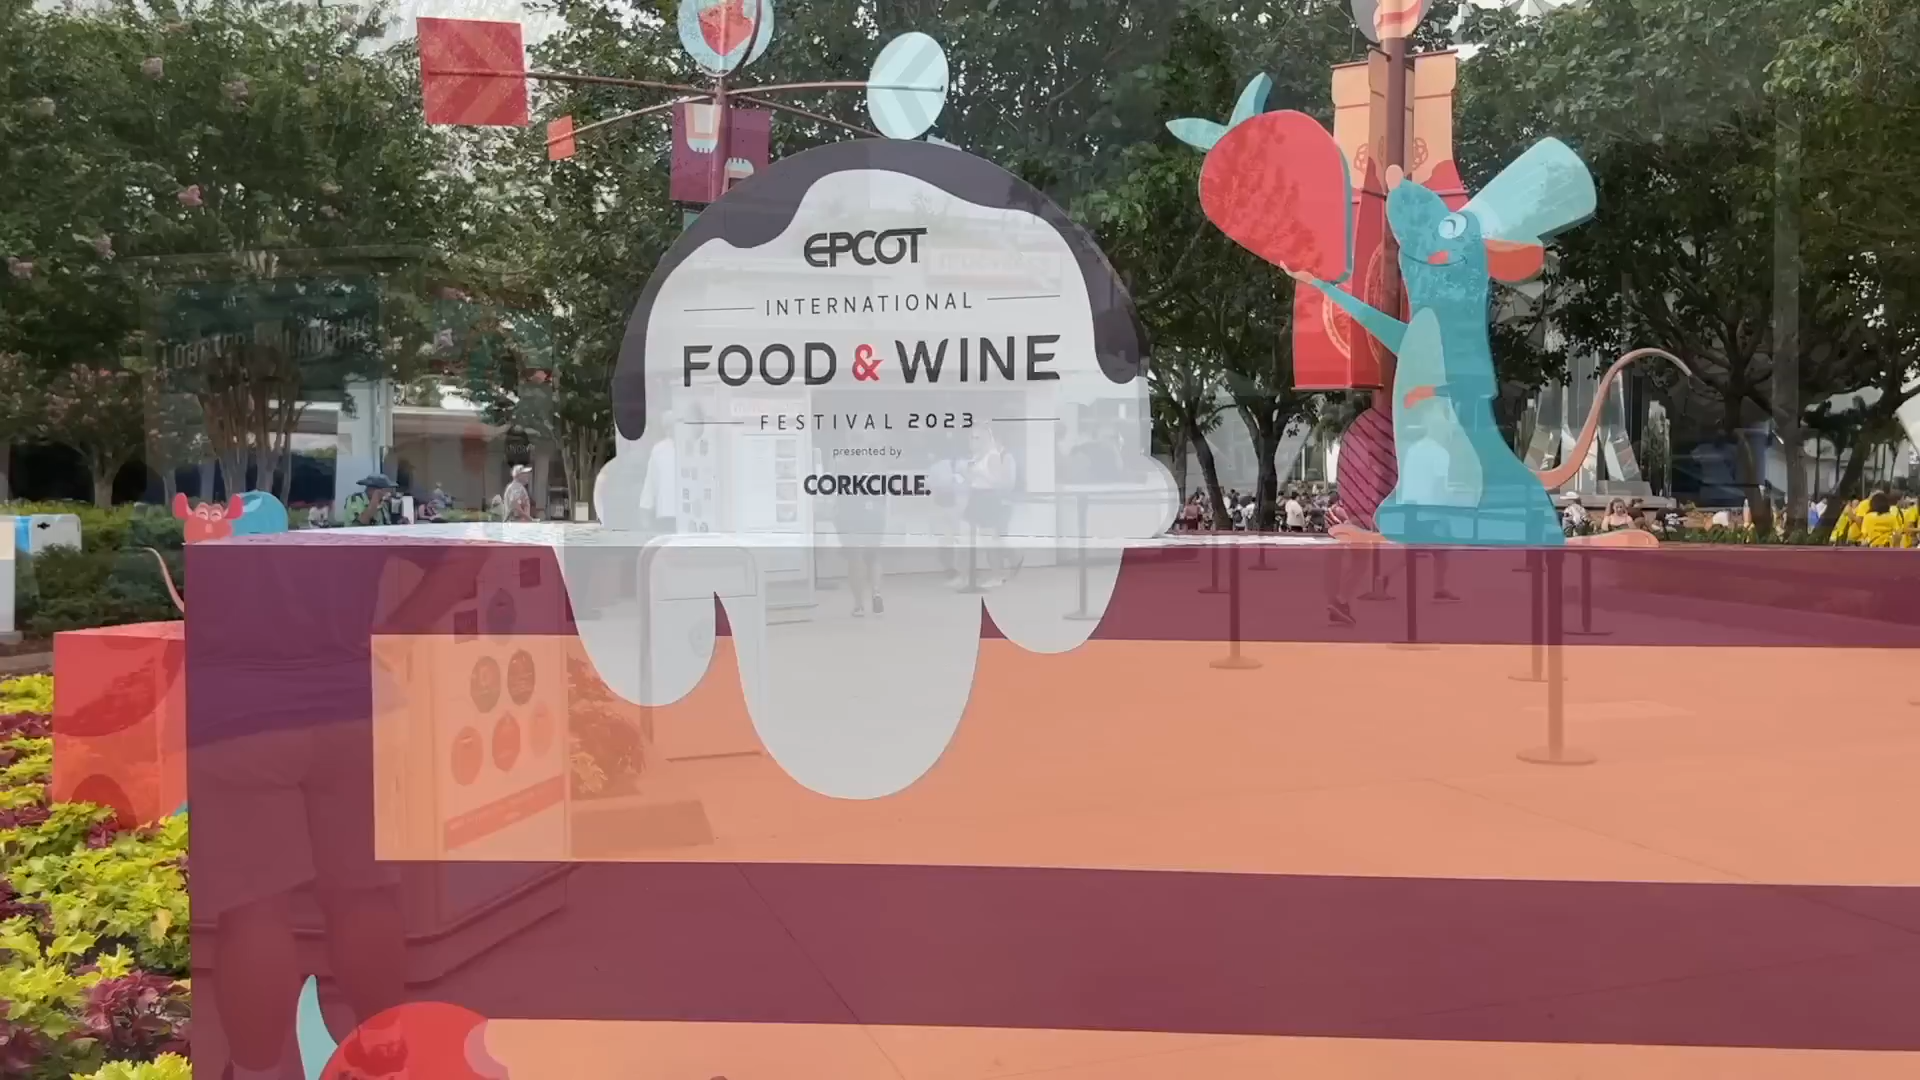 EPCOT
INTERNATIONAL
FOOD & WINE
FESTIVAL 2023
presented by
CORKCICLE.